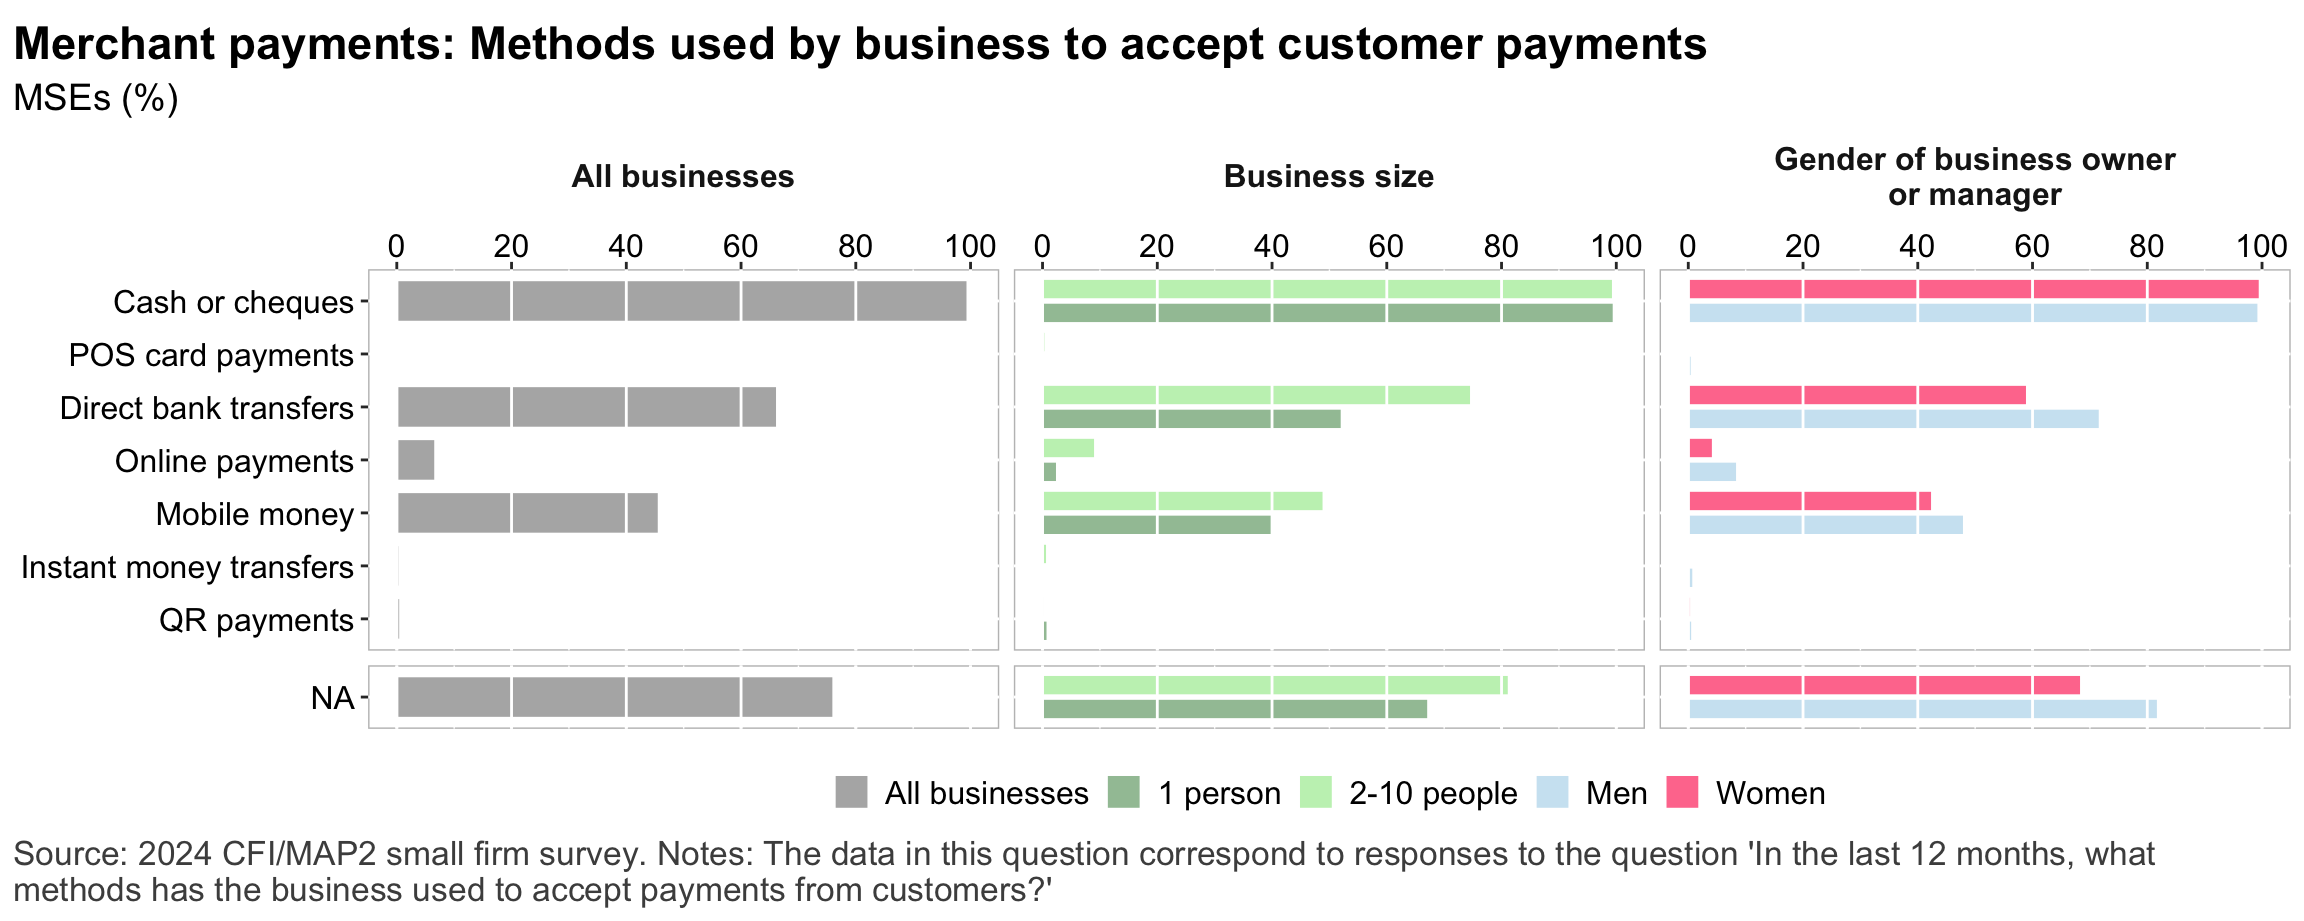 Merchant payments: Methods used by business to accept customer payments
MSEs (%)
All businesses
Business size
Gender of business owner
or manager
0 20 40 60 80 100
0 20 40 60 80 100
0 20 40 60 80 100
Cash or cheques
POS card payments
Direct bank transfers
Online payments
Mobile money
Instant money transfers
QR payments
NA
All businesses 1 person 2-10 people Men Women
Source: 2024 CFI/MAP2 small firm survey. Notes: The data in this question correspond to responses to the question 'In the last 12 months, what
methods has the business used to accept payments from customers?'